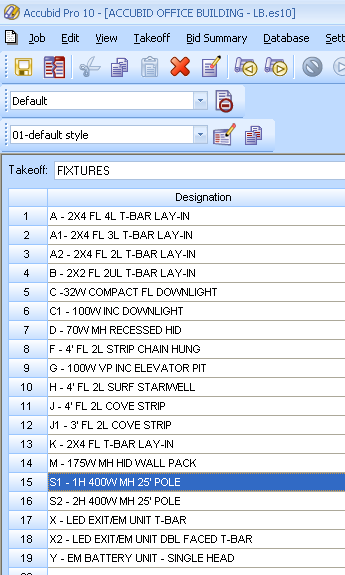 Accubid Pro 10 - [ACCUBID OFFICE BUILDING - LB.es10]
Job Edit View Takeoff Bid Summary Database Sett
Default
01-default style
Takeoff: FIXTURES
Designation
1 A - 2X4 FL 4L T-BAR LAY-IN
2 A1- 2X4 FL 3L T-BAR LAY-IN
3 A2 - 2X4 FL 2L T-BAR LAY-IN
4 B - 2X2 FL 2UL T-BAR LAY-IN
5 C -32W COMPACT FL DOWNLIGHT
6 C1 - 100W INC DOWNLIGHT
7 D - 70W MH RECESSED HID
8 F - 4' FL 2L STRIP CHAIN HUNG
9 G - 100W VP INC ELEVATOR PIT
10 H - 4' FL 2L SURF STARIWELL
11 J - 4' FL 2L COVE STRIP
12 J1 - 3' FL 2L COVE STRIP
13 K - 2X4 FL T-BAR LAY-IN
14 M - 175W MH HID WALL PACK
15 S1 - 1H 400W MH 25' POLE
16 S2 - 2H 400W MH 25' POLE
17 X - LED EXIT/EM UNIT T-BAR
18 X2 - LED EXIT/EM UNIT DBL FACED T-BAR
19 Y - EM BATTERY UNIT - SINGLE HEAD
20